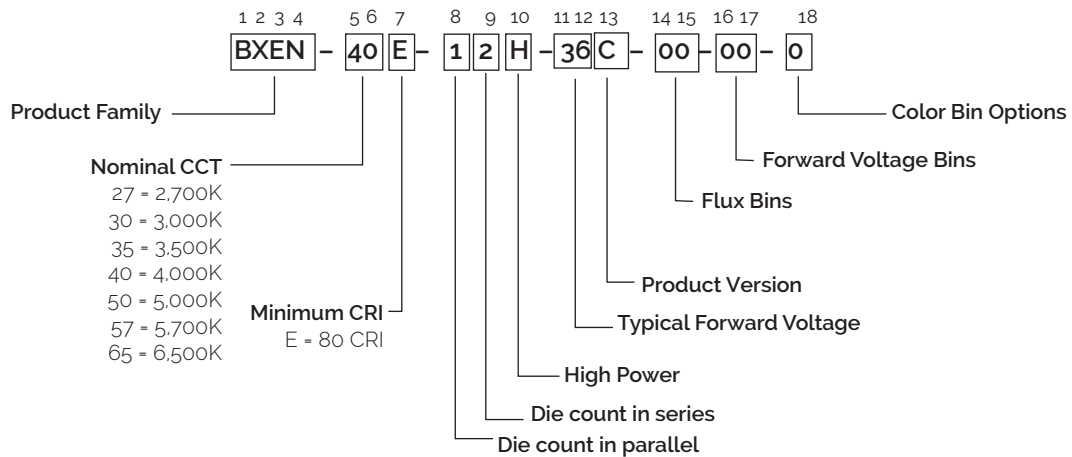 1 2 3 4 5 6 7 8 9 10 11 12 13 14 15 16 17 18
BXEN – 40 E – 1 2 H – 36 C – 00 – 00 – 0
Product Family
Color Bin Options
Nominal CCT
Forward Voltage Bins
27 = 2,700K
Flux Bins
30 = 3,000K
35 = 3,500K
40 = 4,000K
Product Version
50 = 5,000K
Minimum CRI
57 = 5,700K
Typical Forward Voltage
E = 80 CRI
65 = 6,500K
High Power
Die count in series
Die count in parallel